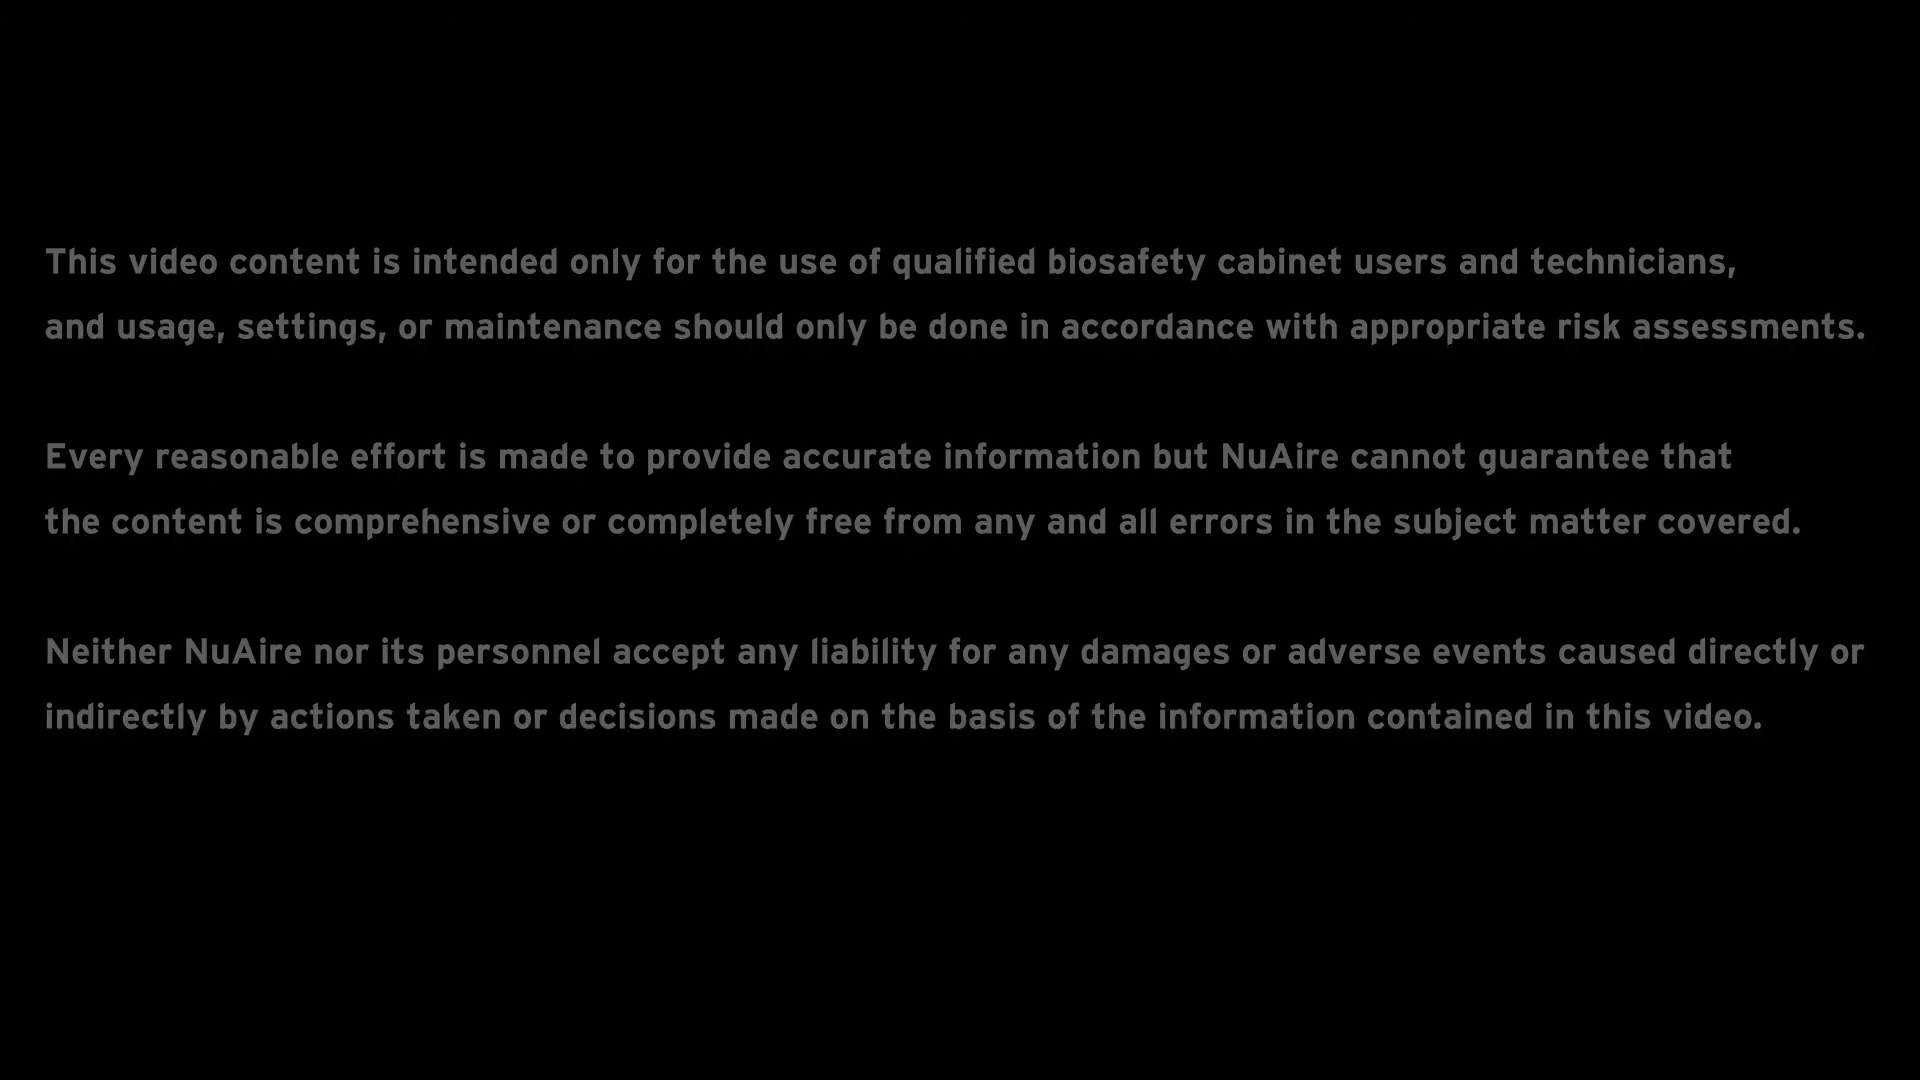 This video content is intended only for the use of qualified biosafety cabinet users and technicians,
and usage, settings, or maintenance should only be done in accordance with appropriate risk assessments.
Every reasonable effort is made to provide accurate information but NuAire cannot guarantee that
the content is comprehensive or completely free from any and all errors in the subject matter covered.
Neither NuAire nor its personnel accept any liability for any damages or adverse events caused directly or
indirectly by actions taken or decisions made on the basis of the information contained in this video.